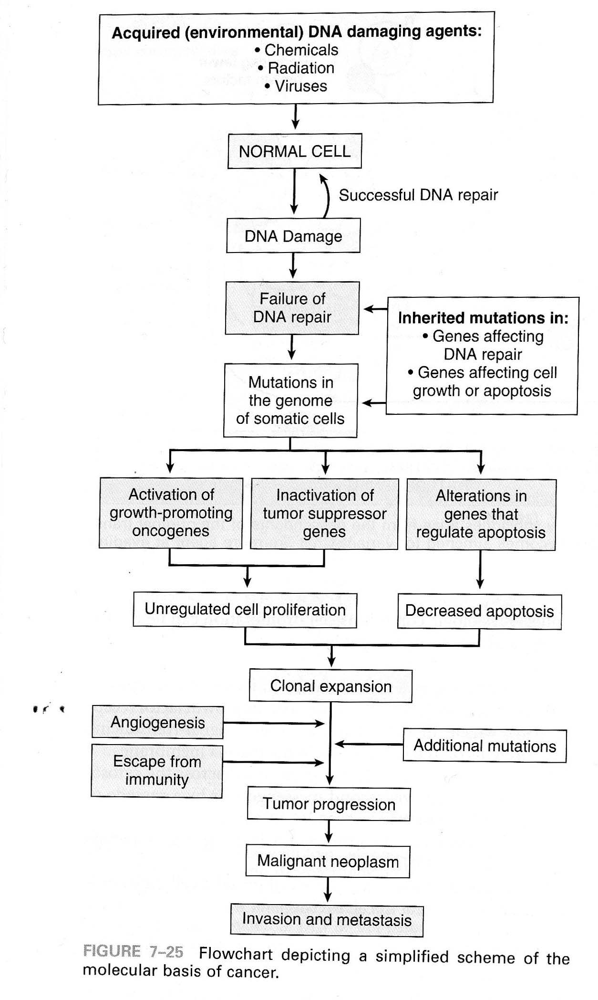 Acquired (environmental) DNA damaging agents:
• Chemicals
• Radiation
• Viruses
NORMAL CELL
Successful DNA repair
DNA Damage
Failure of
DNA repair
Inherited mutations in:
• Genes affecting
DNA repair
• Genes affecting cell
growth or apoptosis
Mutations in
the genome
of somatic cells
Activation of
growth-promoting
oncogenes
Inactivation of
tumor suppressor
genes
Alterations in
genes that
regulate apoptosis
Unregulated cell proliferation
Decreased apoptosis
Clonal expansion
Angiogenesis
Additional mutations
Escape from
immunity
Tumor progression
Malignant neoplasm
Invasion and metastasis
FIGURE 7–25 Flowchart depicting a simplified scheme of the
molecular basis of cancer.